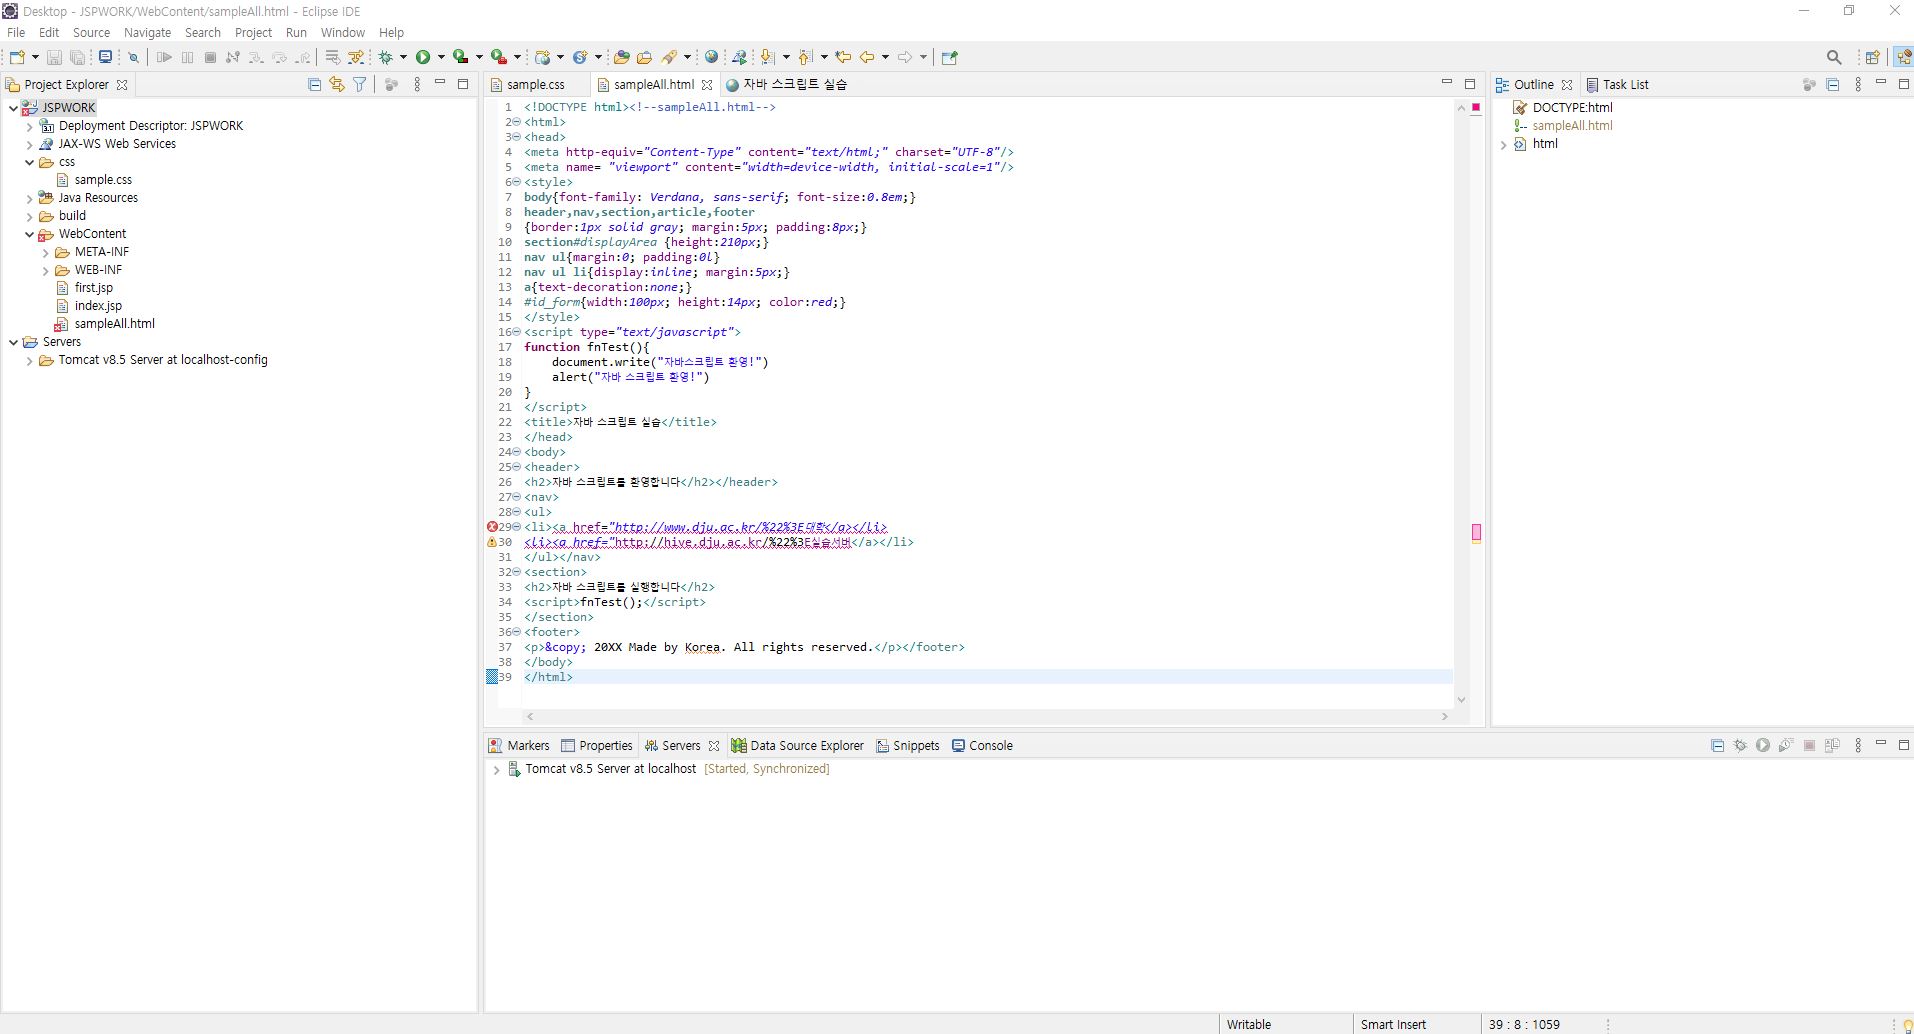 Desktop - JSPWORK/WebContent/sampleAll.html - Eclipse IDE
File Edit Source Navigate Search Project Run Window Help
Project Explorer
JSPWORK
Deployment Descriptor: JSPWORK
JAX-WS Web Services
css
sample.css
Java Resources
build
WebContent
META-INF
WEB-INF
first.jsp
index.jsp
sampleAll.html
Servers
Tomcat v8.5 Server at localhost-config
sample.css sampleAll.html 자바 스크립트 실습
1 <!DOCTYPE html><!--sampleAll.html-->
2 <html>
3 <head>
4 <meta http-equiv="Content-Type" content="text/html;" charset="UTF-8"/>
5 <meta name= "viewport" content="width=device-width, initial-scale=1"/>
6 <style>
7 body{font-family: Verdana, sans-serif; font-size:0.8em;}
8 header,nav,section,article,footer
9 {border:1px solid gray; margin:5px; padding:8px;}
10 section#displayArea {height:210px;}
11 nav ul{margin:0; padding:0l}
12 nav ul li{display:inline; margin:5px;}
13 a{text-decoration:none;}
14 #id_form{width:100px; height:14px; color:red;}
15 </style>
16 <script type="text/javascript">
17 function fnTest(){
18 document.write("자바스크립트 환영!")
19 alert("자바 스크립트 환영!")
20 }
21 </script>
22 <title>자바 스크립트 실습</title>
23 </head>
24 <body>
25 <header>
26 <h2>자바 스크립트를 환영합니다</h2></header>
27 <nav>
28 <ul>
29 <li><a href="http://www.dju.ac.kr/%22%3E대학</a></li>
30 <li><a href="http://hive.dju.ac.kr/%22%3E실습서버</a></li>
31 </ul></nav>
32 <section>
33 <h2>자바 스크립트를 실행합니다</h2>
34 <script>fnTest();</script>
35 </section>
36 <footer>
37 <p>&copy; 20XX Made by Korea. All rights reserved.</p></footer>
38 </body>
39 </html>
Outline Task List
DOCTYPE:html
sampleAll.html
html
Markers Properties Servers Data Source Explorer Snippets Console
Tomcat v8.5 Server at localhost [Started, Synchronized]
Writable Smart Insert 39 : 8 : 1059